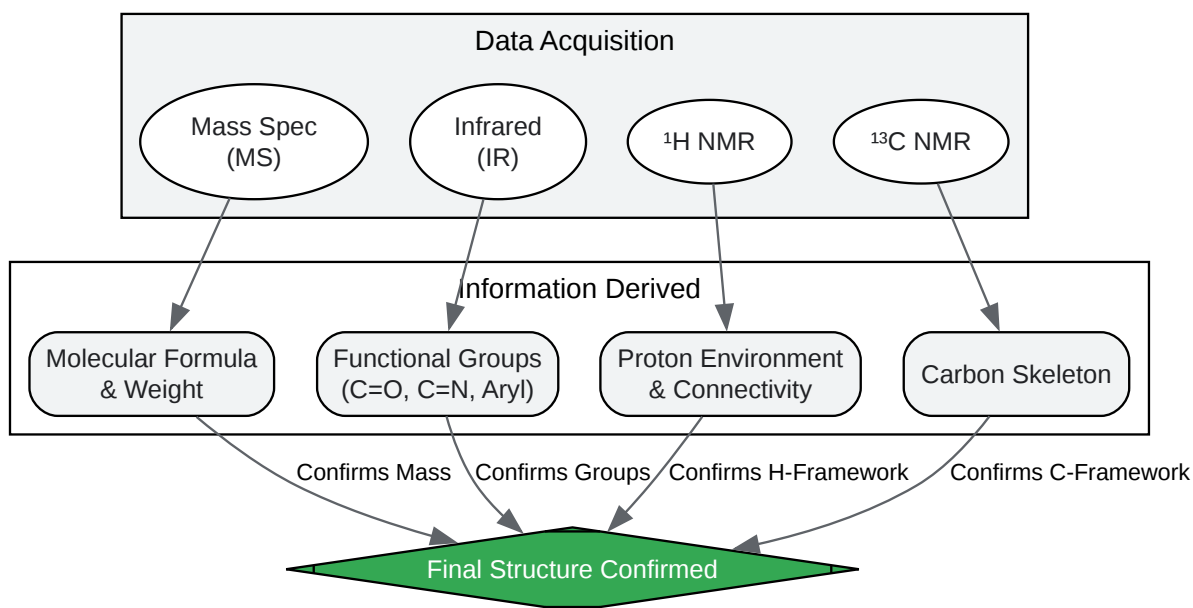 Data Acquisition
Mass Spec
(MS)
Infrared
(IR)
¹H NMR
¹³C NMR
Information Derived
Molecular Formula
& Weight
Functional Groups
(C=O, C=N, Aryl)
Proton Environment
& Connectivity
Carbon Skeleton
Confirms Mass
Confirms Groups
Confirms H-Framework
Confirms C-Framework
Final Structure Confirmed